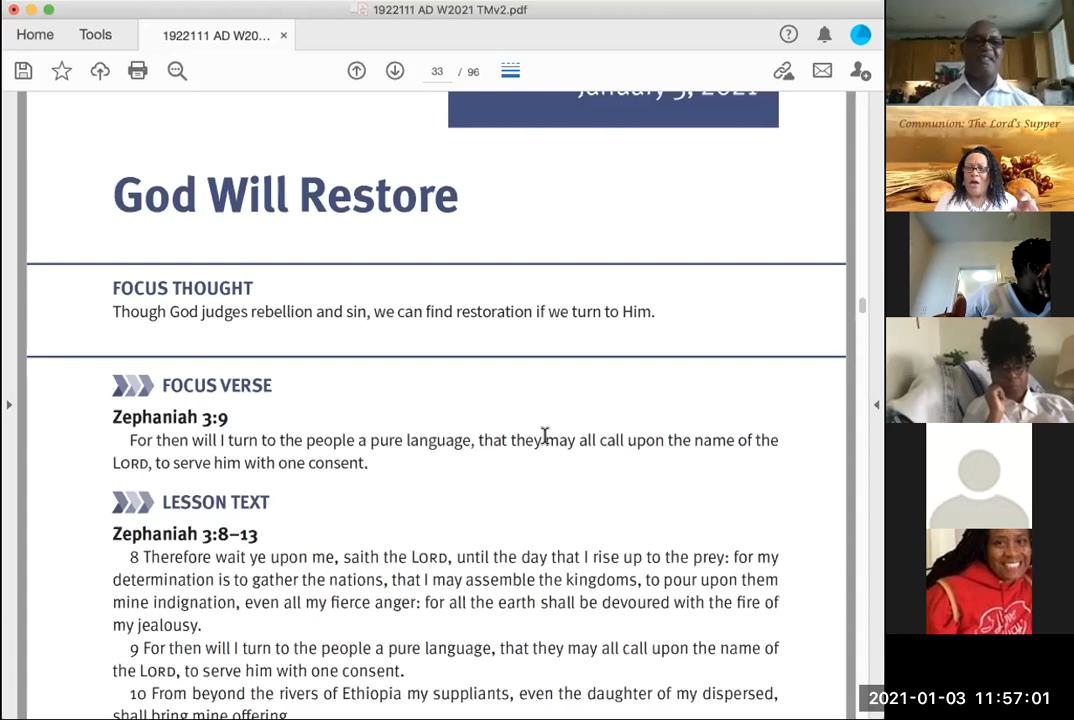 1922111 AD W2021 TMv2.pdf
Home Tools 1922111 AD W20... ×
33 / 96
January 3, 2021
God Will Restore
FOCUS THOUGHT
Though God judges rebellion and sin, we can find restoration if we turn to Him.
FOCUS VERSE
Zephaniah 3:9
For then will I turn to the people a pure language, that they may all call upon the name of the
LORD, to serve him with one consent.
LESSON TEXT
Zephaniah 3:8–13
8 Therefore wait ye upon me, saith the LORD, until the day that I rise up to the prey: for my
determination is to gather the nations, that I may assemble the kingdoms, to pour upon them
mine indignation, even all my fierce anger: for all the earth shall be devoured with the fire of
my jealousy.
9 For then will I turn to the people a pure language, that they may all call upon the name of
the LORD, to serve him with one consent.
10 From beyond the rivers of Ethiopia my suppliants, even the daughter of my dispersed,
shall bring mine offering.
Communion: The Lord's Supper
2021-01-03 11:57:01